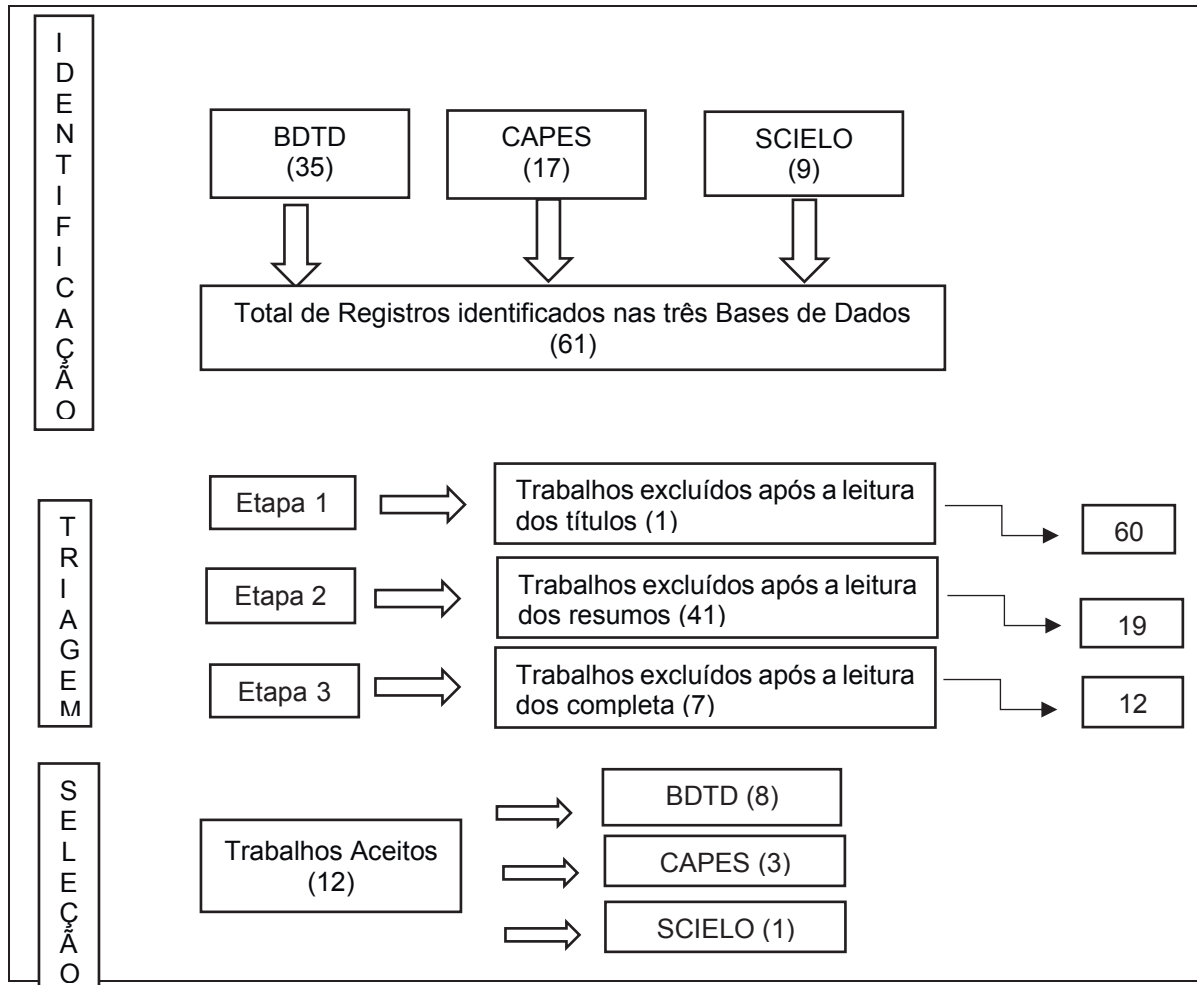 I
D
E
N
T
I
F
I
C
A
Ç
Ã
O
BDTD
(35)
CAPES
(17)
SCIELO
(9)
Total de Registros identificados nas três Bases de Dados
(61)
T
R
I
A
G
E
M
Etapa 1
Trabalhos excluídos após a leitura
dos títulos (1)
60
Etapa 2
Trabalhos excluídos após a leitura
dos resumos (41)
19
Etapa 3
Trabalhos excluídos após a leitura
dos completa (7)
12
S
E
L
E
Ç
Ã
O
Trabalhos Aceitos
(12)
BDTD (8)
CAPES (3)
SCIELO (1)